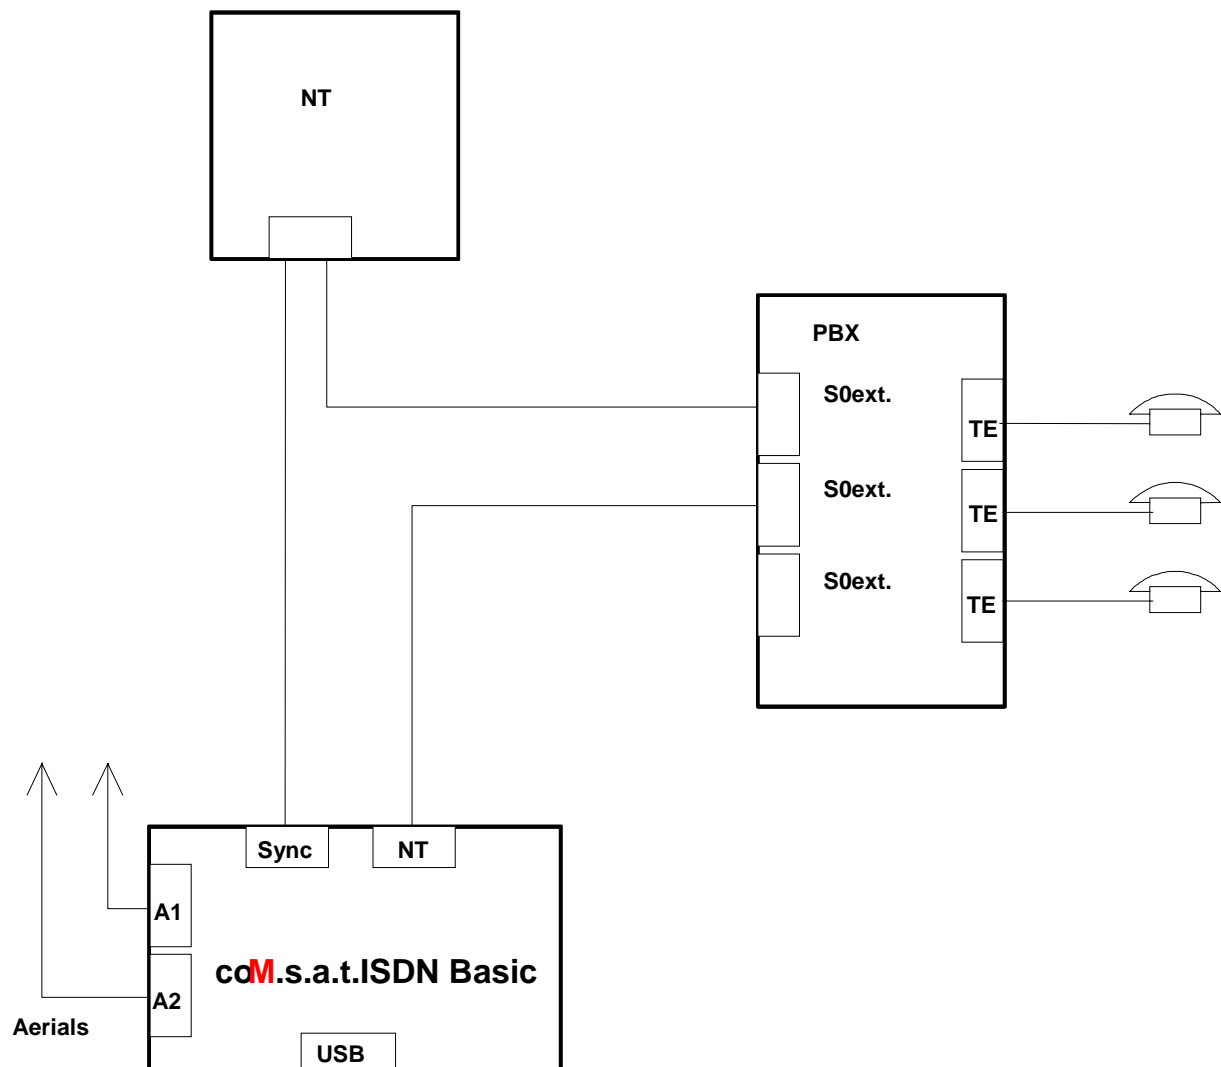 NT
PBX
S0ext.
TE
S0ext.
TE
S0ext.
TE
Sync
NT
A1
coM.s.a.t.ISDN Basic
A2
Aerials
USB